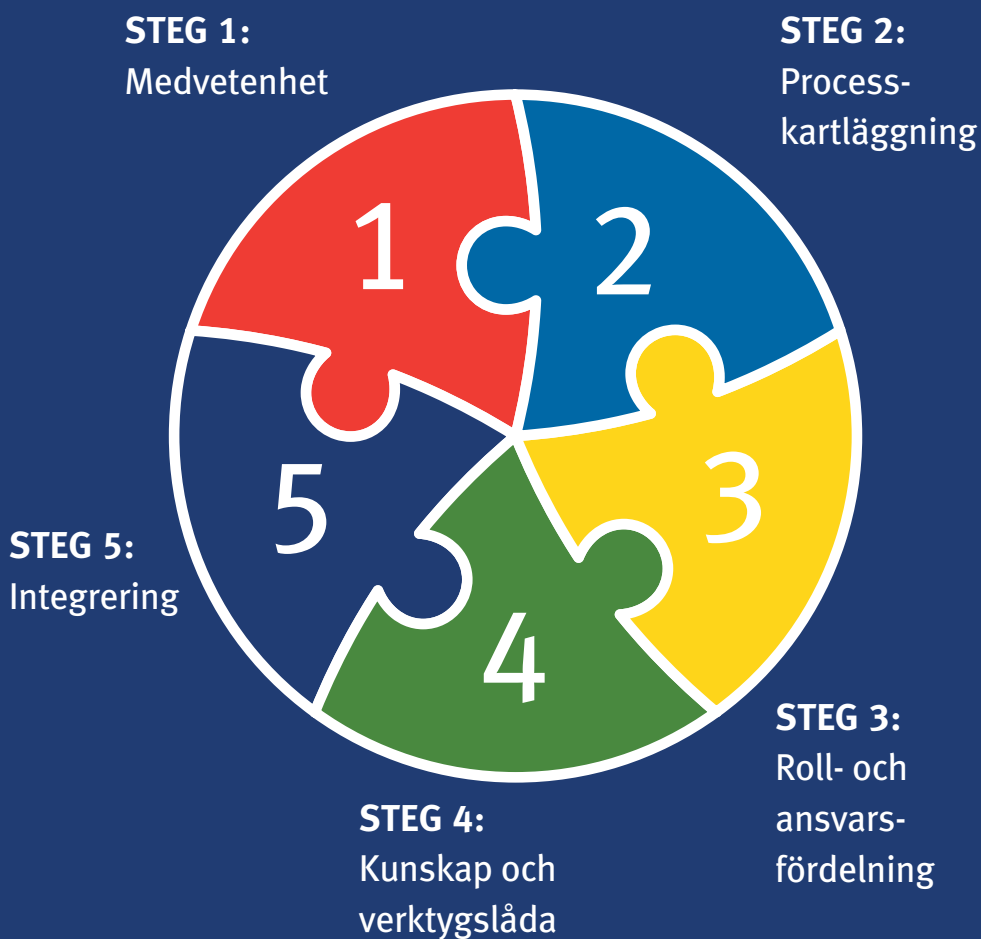 STEG 1:
Medvetenhet
STEG 2:
Process-
kartläggning
1
2
3
4
5
STEG 5:
Integrering
STEG 3:
Roll- och
ansvars-
fördelning
STEG 4:
Kunskap och
verktygslåda